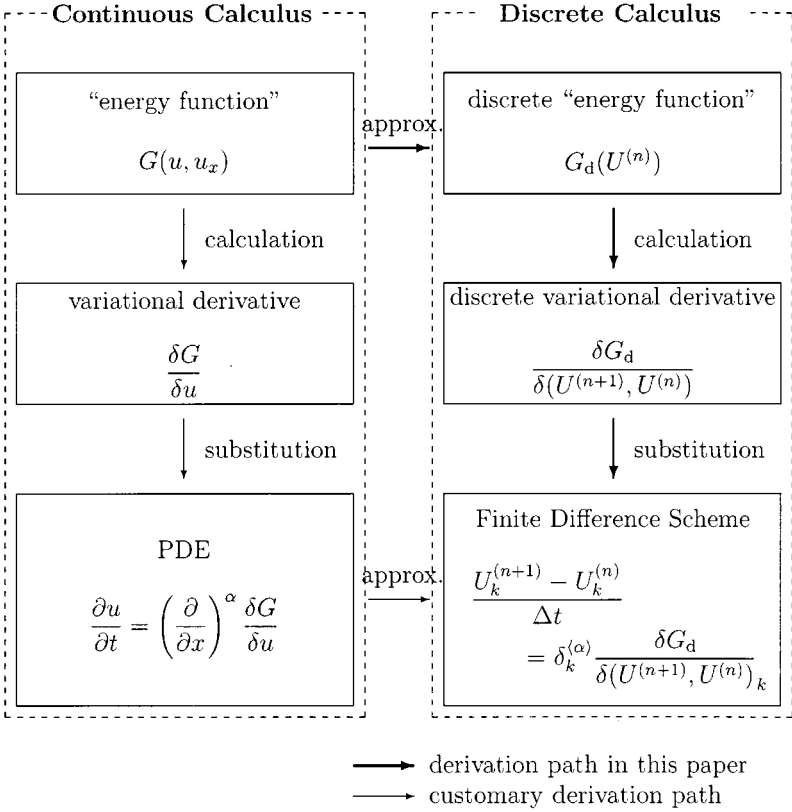 Continuous Calculus
“energy function”
G(u, u_x)
calculation
variational derivative
δG
δu
substitution
PDE
∂u/∂t = (∂/∂x)^α δG/δu
approx.
approx.
Discrete Calculus
discrete “energy function”
G_d(U^(n))
calculation
discrete variational derivative
δG_d
δ(U^(n+1), U^(n))
substitution
Finite Difference Scheme
U_k^(n+1) − U_k^(n)
Δt
= δ_k^⟨α⟩ δG_d/δ(U^(n+1), U^(n))_k
derivation path in this paper
customary derivation path